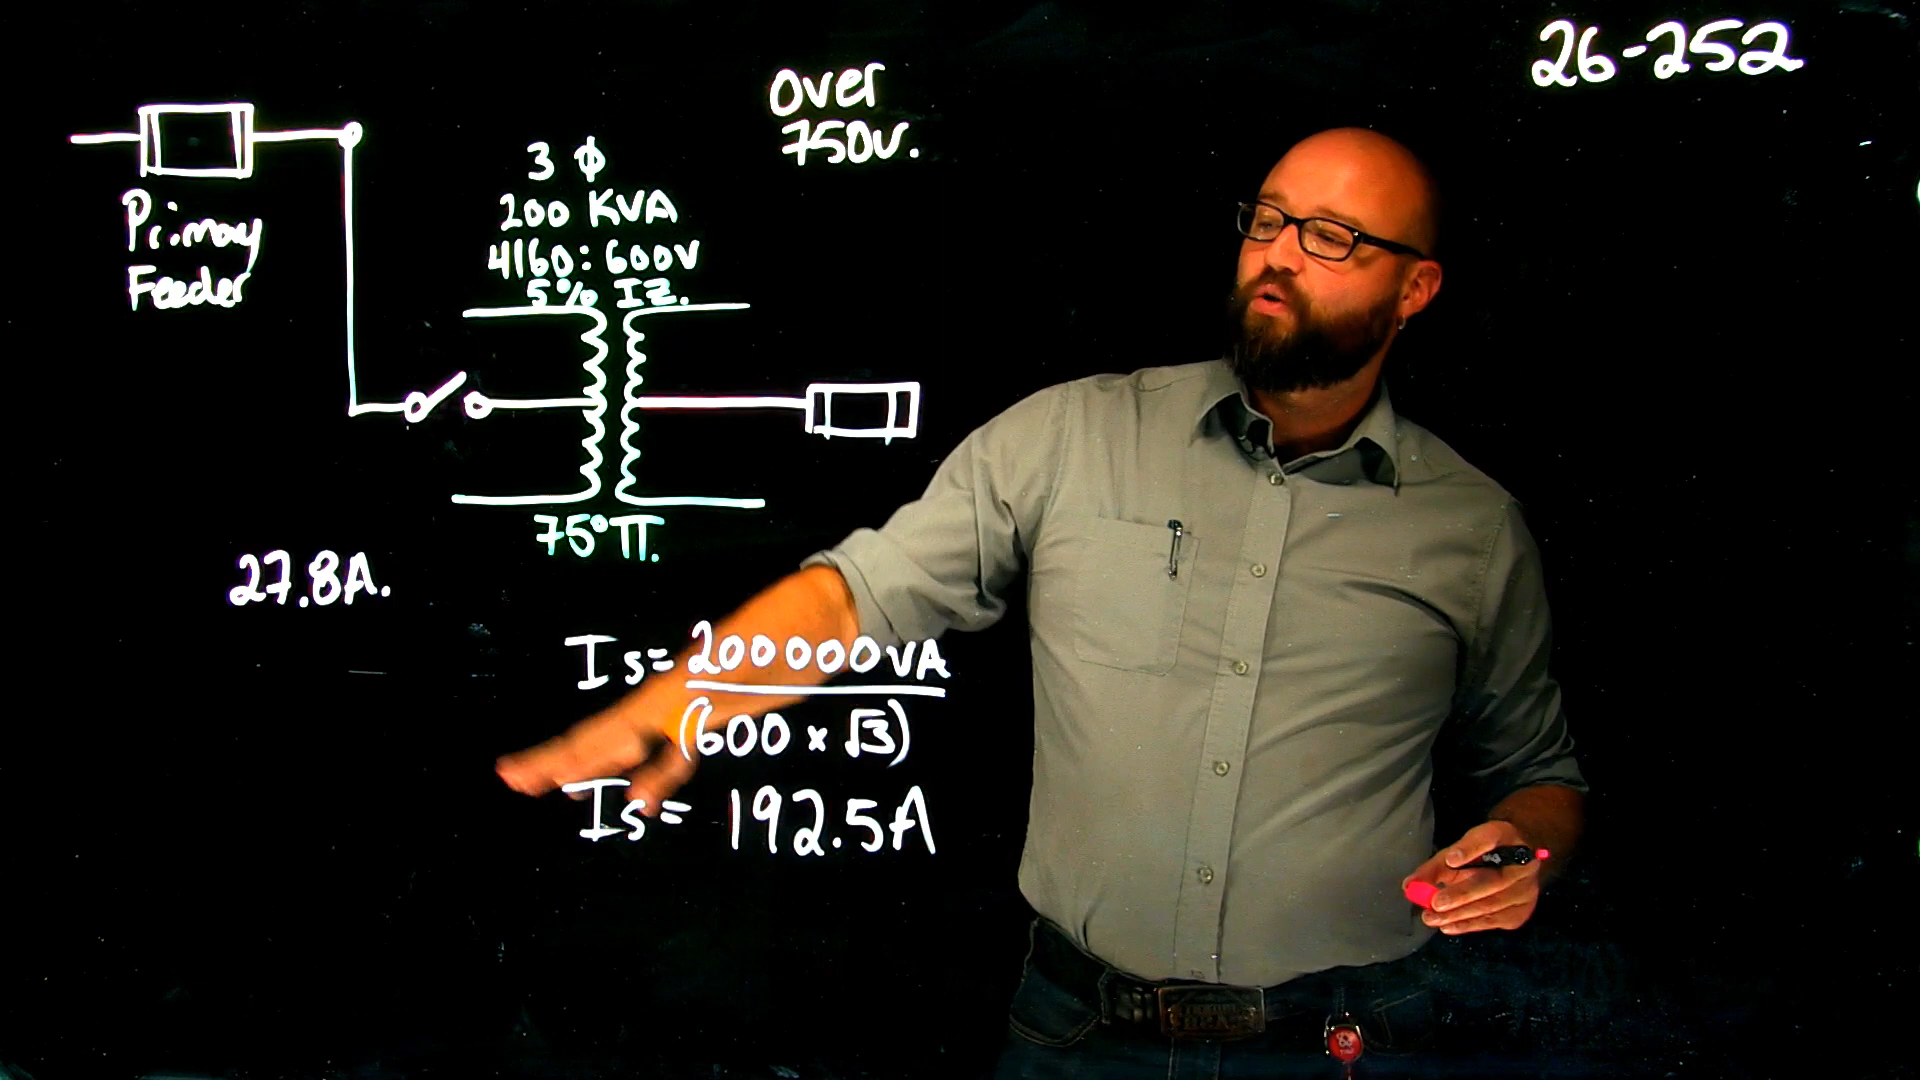 26-252
Over
750V.
3 ϕ
200 KVA
4160:600V
5% IZ.
Primary
Feeder
75° TT.
27.8A.
Is= 200000VA
(600 x √3)
Is= 192.5A